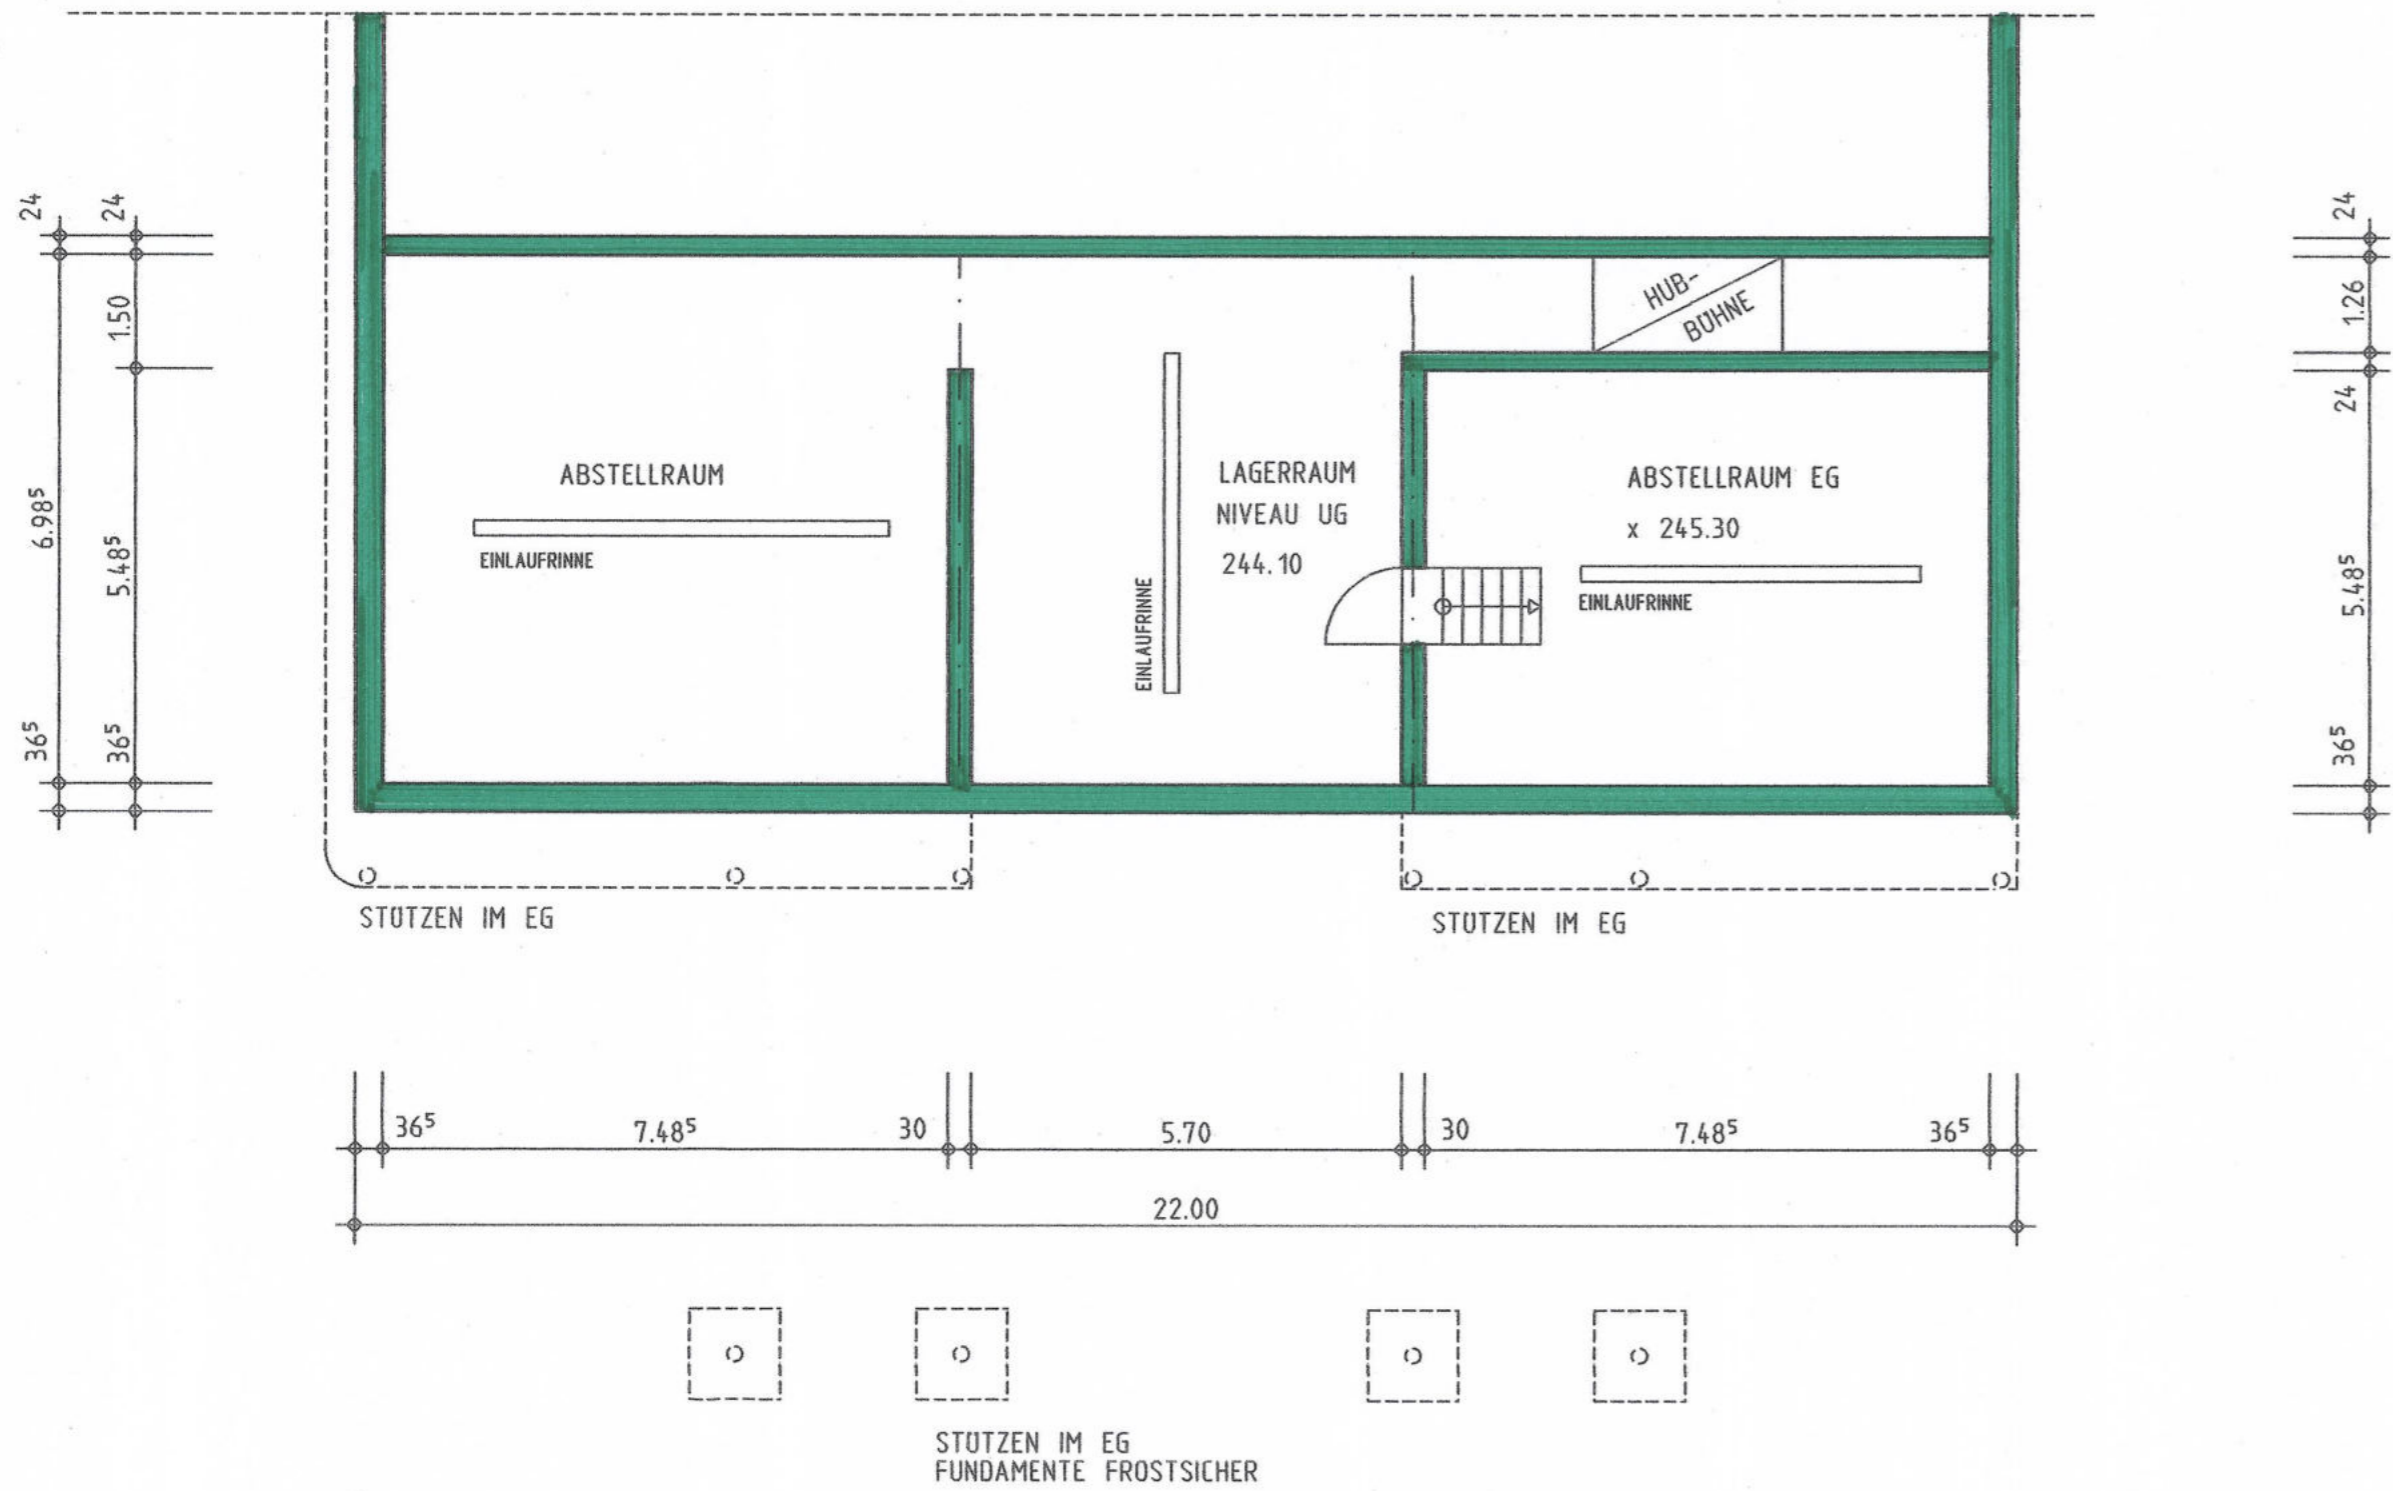 24
24
24
1.50
HUB-
BÜHNE
1.26
24
ABSTELLRAUM
LAGERRAUM
NIVEAU UG
244.10
ABSTELLRAUM EG
x 245.30
6.98⁵
5.48⁵
5.48⁵
EINLAUFRINNE
EINLAUFRINNE
EINLAUFRINNE
36⁵
36⁵
36⁵
STÜTZEN IM EG
STÜTZEN IM EG
36⁵ 7.48⁵ 30 5.70 30 7.48⁵ 36⁵
22.00
STÜTZEN IM EG
FUNDAMENTE FROSTSICHER